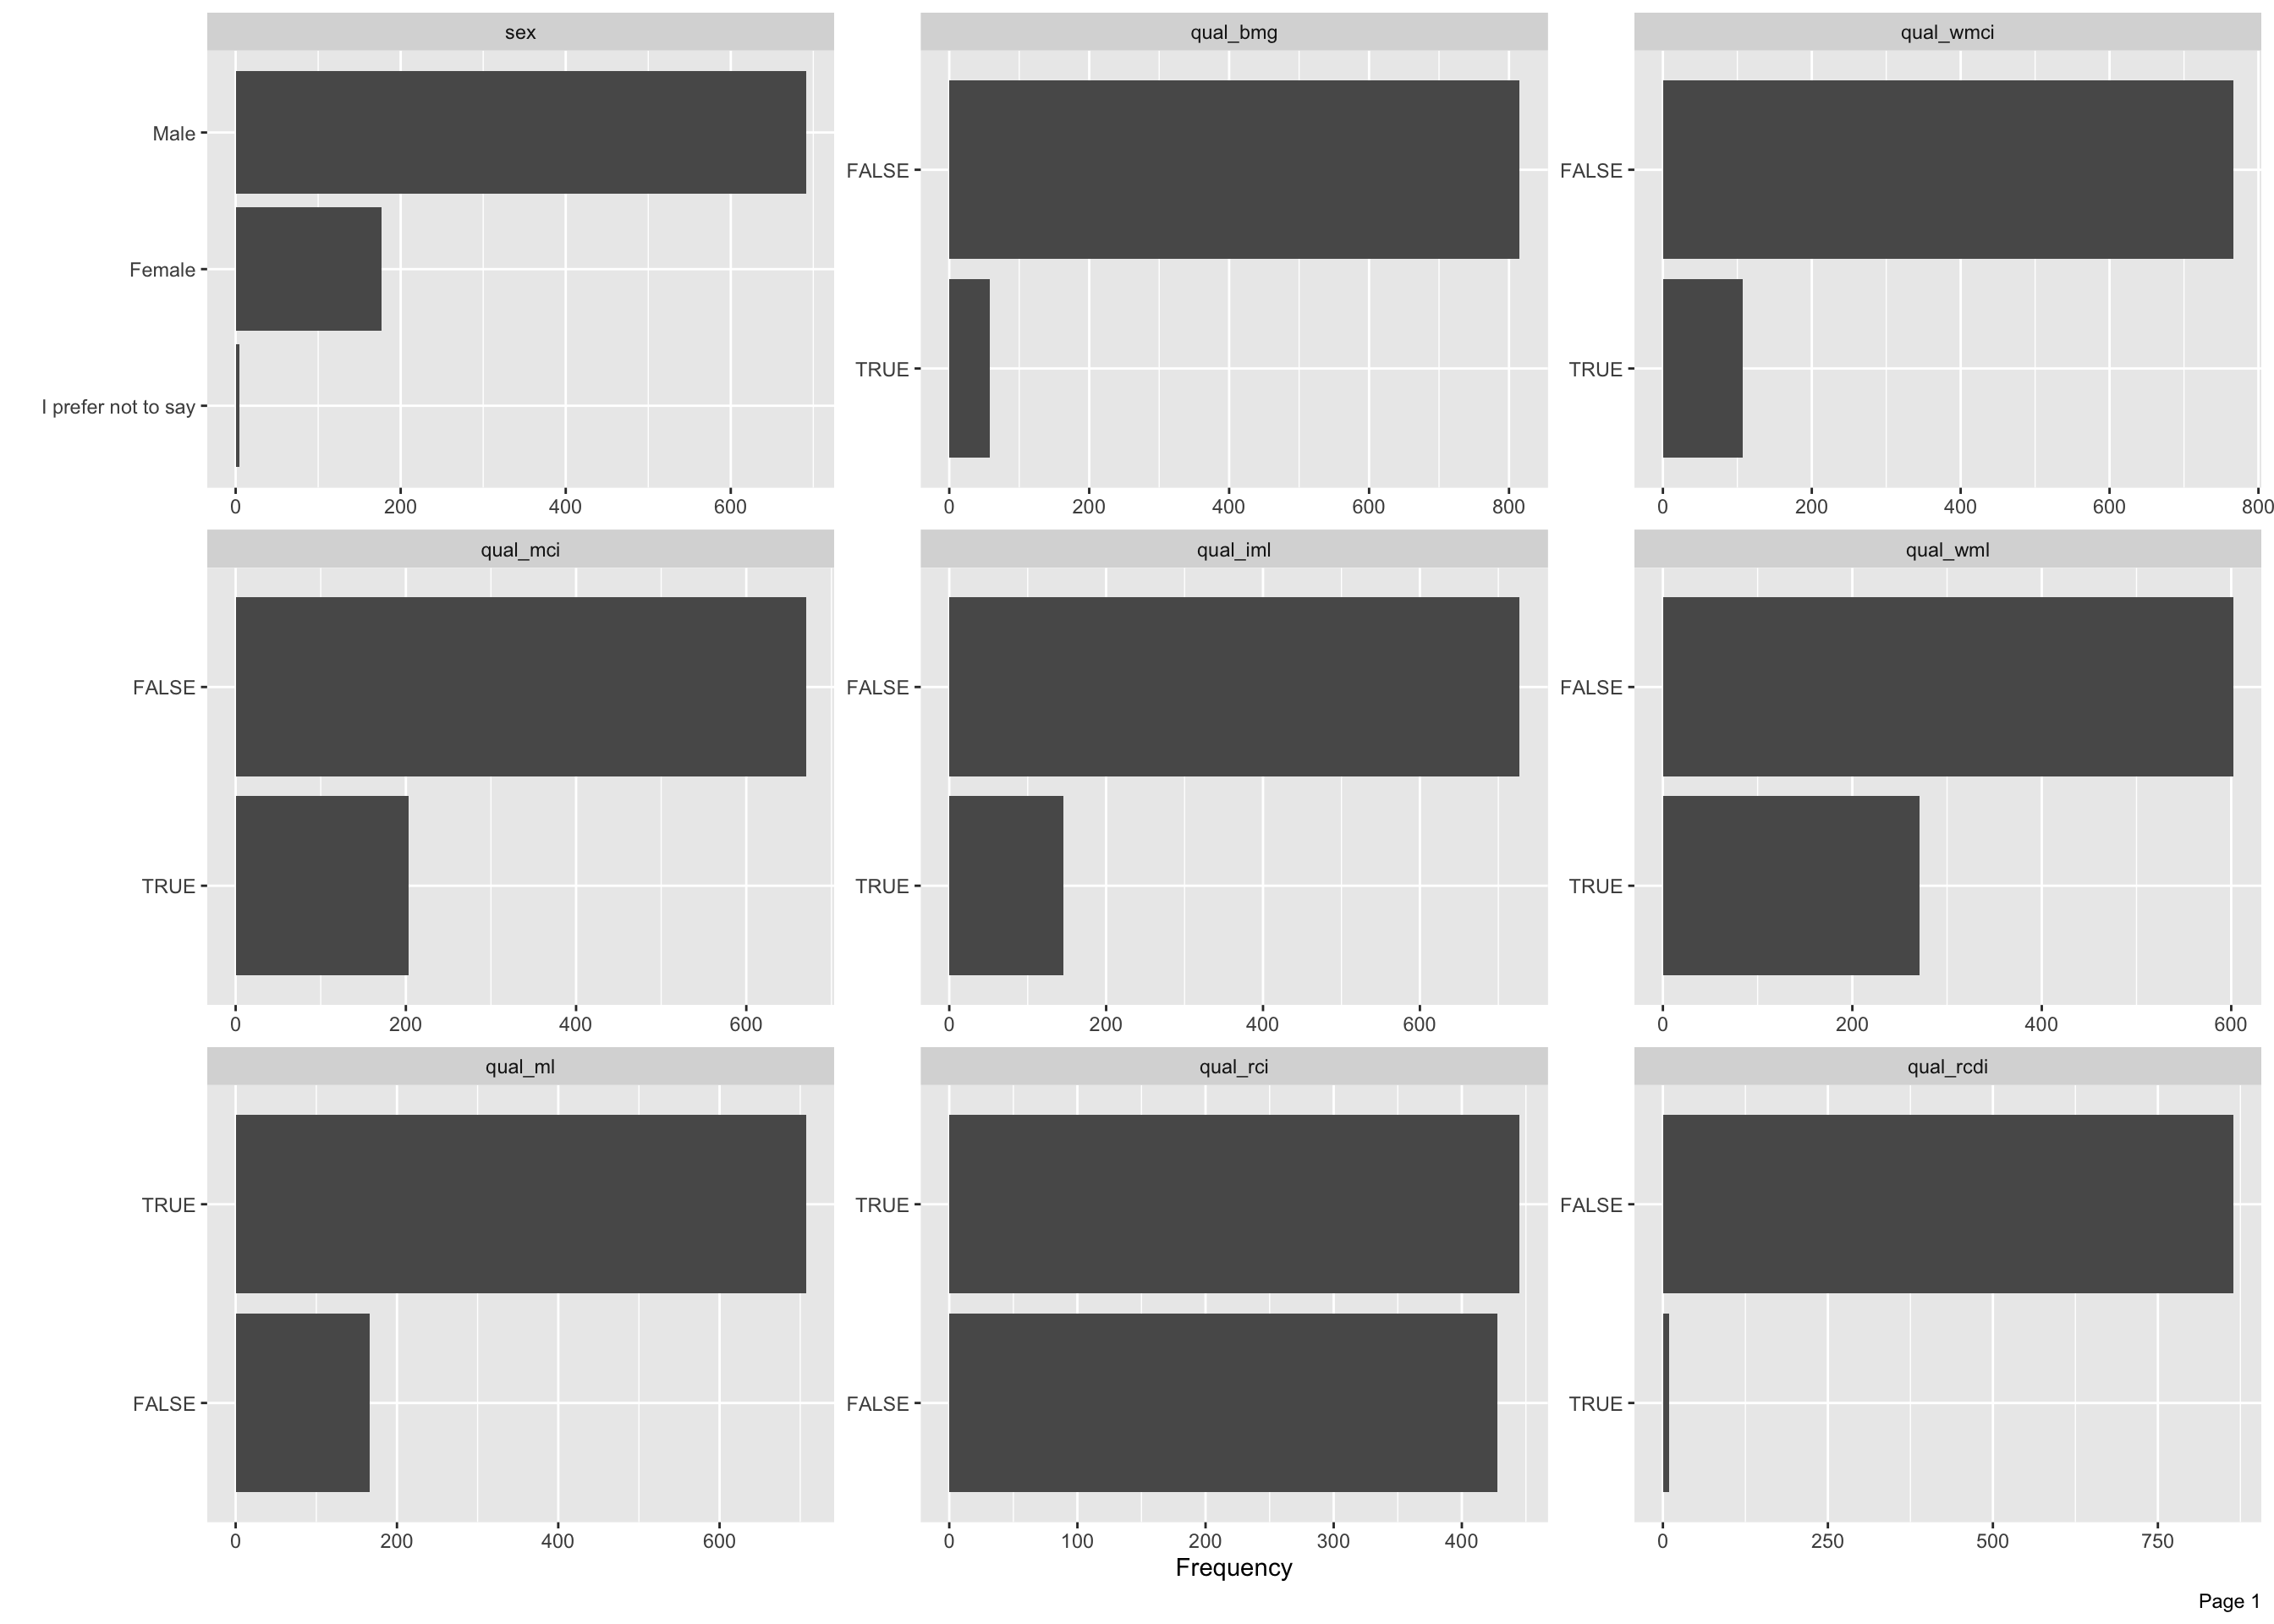 sex
Male
Female
I prefer not to say
0 200 400 600
qual_bmg
FALSE
TRUE
0 200 400 600 800
qual_wmci
FALSE
TRUE
0 200 400 600 800
qual_mci
FALSE
TRUE
0 200 400 600
qual_iml
FALSE
TRUE
0 200 400 600
qual_wml
FALSE
TRUE
0 200 400 600
qual_ml
TRUE
FALSE
0 200 400 600
qual_rci
TRUE
FALSE
0 100 200 300 400
qual_rcdi
FALSE
TRUE
0 250 500 750
Frequency
Page 1